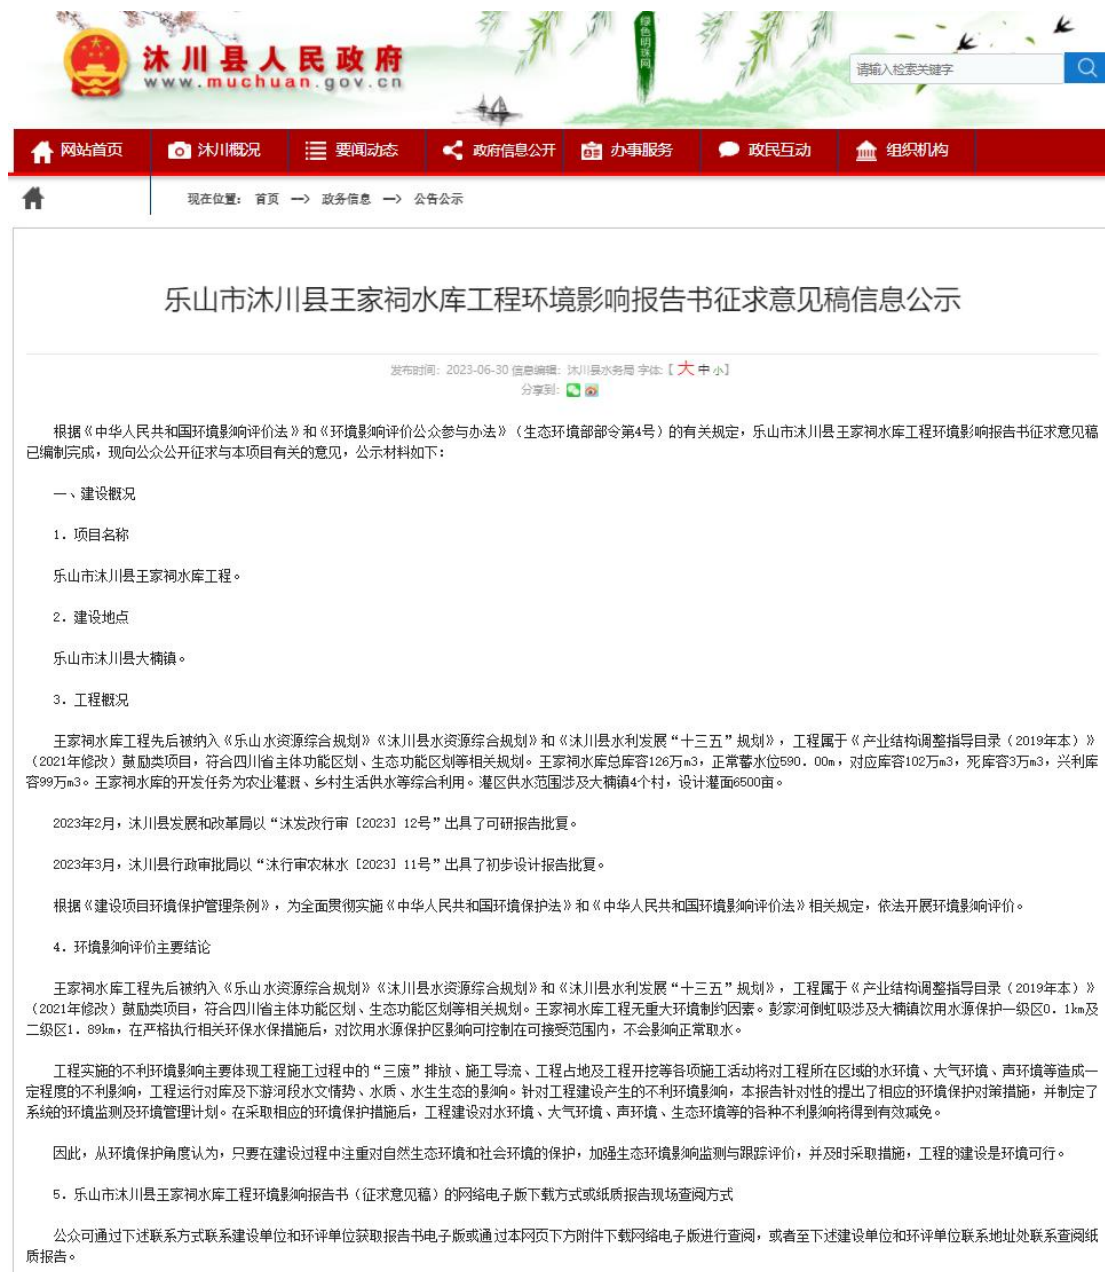 沐川县人民政府
www.muchuan.gov.cn
绿色明珠网
请输入检索关键字
网站首页 沐川概况 要闻动态 政府信息公开 办事服务 政民互动 组织机构
现在位置： 首页 —> 政务信息 —> 公告公示
乐山市沐川县王家祠水库工程环境影响报告书征求意见稿信息公示
发布时间：2023-06-30 信息编辑：沐川县水务局 字体:【 大 中 小】
分享到：
根据《中华人民共和国环境影响评价法》和《环境影响评价公众参与办法》（生态环境部部令第4号）的有关规定，乐山市沐川县王家祠水库工程环境影响报告书征求意见稿
已编制完成，现向公众公开征求与本项目有关的意见，公示材料如下：
一、建设概况
1．项目名称
乐山市沐川县王家祠水库工程。
2．建设地点
乐山市沐川县大楠镇。
3．工程概况
王家祠水库工程先后被纳入《乐山水资源综合规划》《沐川县水资源综合规划》和《沐川县水利发展“十三五”规划》，工程属于《产业结构调整指导目录（2019年本）》
（2021年修改）鼓励类项目，符合四川省主体功能区划、生态功能区划等相关规划。王家祠水库总库容126万m3，正常蓄水位590．00m，对应库容102万m3，死库容3万m3，兴利库
容99万m3。王家祠水库的开发任务为农业灌溉、乡村生活供水等综合利用。灌区供水范围涉及大楠镇4个村，设计灌面6500亩。
2023年2月，沐川县发展和改革局以“沐发改行审［2023］12号”出具了可研报告批复。
2023年3月，沐川县行政审批局以“沐行审农林水［2023］11号”出具了初步设计报告批复。
根据《建设项目环境保护管理条例》，为全面贯彻实施《中华人民共和国环境保护法》和《中华人民共和国环境影响评价法》相关规定，依法开展环境影响评价。
4．环境影响评价主要结论
王家祠水库工程先后被纳入《乐山水资源综合规划》《沐川县水资源综合规划》和《沐川县水利发展“十三五”规划》，工程属于《产业结构调整指导目录（2019年本）》
（2021年修改）鼓励类项目，符合四川省主体功能区划、生态功能区划等相关规划。王家祠水库工程无重大环境制约因素。彭家河倒虹吸涉及大楠镇饮用水源保护一级区0．1km及
二级区1．89km，在严格执行相关环保水保措施后，对饮用水源保护区影响可控制在可接受范围内，不会影响正常取水。
工程实施的不利环境影响主要体现工程施工过程中的“三废”排放、施工导流、工程占地及工程开挖等各项施工活动将对工程所在区域的水环境、大气环境、声环境等造成一
定程度的不利影响，工程运行对库及下游河段水文情势、水质、水生生态的影响。针对工程建设产生的不利环境影响，本报告针对性的提出了相应的环境保护对策措施，并制定了
系统的环境监测及环境管理计划。在采取相应的环境保护措施后，工程建设对水环境、大气环境、声环境、生态环境等的各种不利影响将得到有效减免。
因此，从环境保护角度认为，只要在建设过程中注重对自然生态环境和社会环境的保护，加强生态环境影响监测与跟踪评价，并及时采取措施，工程的建设是环境可行。
5．乐山市沐川县王家祠水库工程环境影响报告书（征求意见稿）的网络电子版下载方式或纸质报告现场查阅方式
公众可通过下述联系方式联系建设单位和环评单位获取报告书电子版或通过本网页下方附件下载网络电子版进行查阅，或者至下述建设单位和环评单位联系地址处联系查阅纸
质报告。